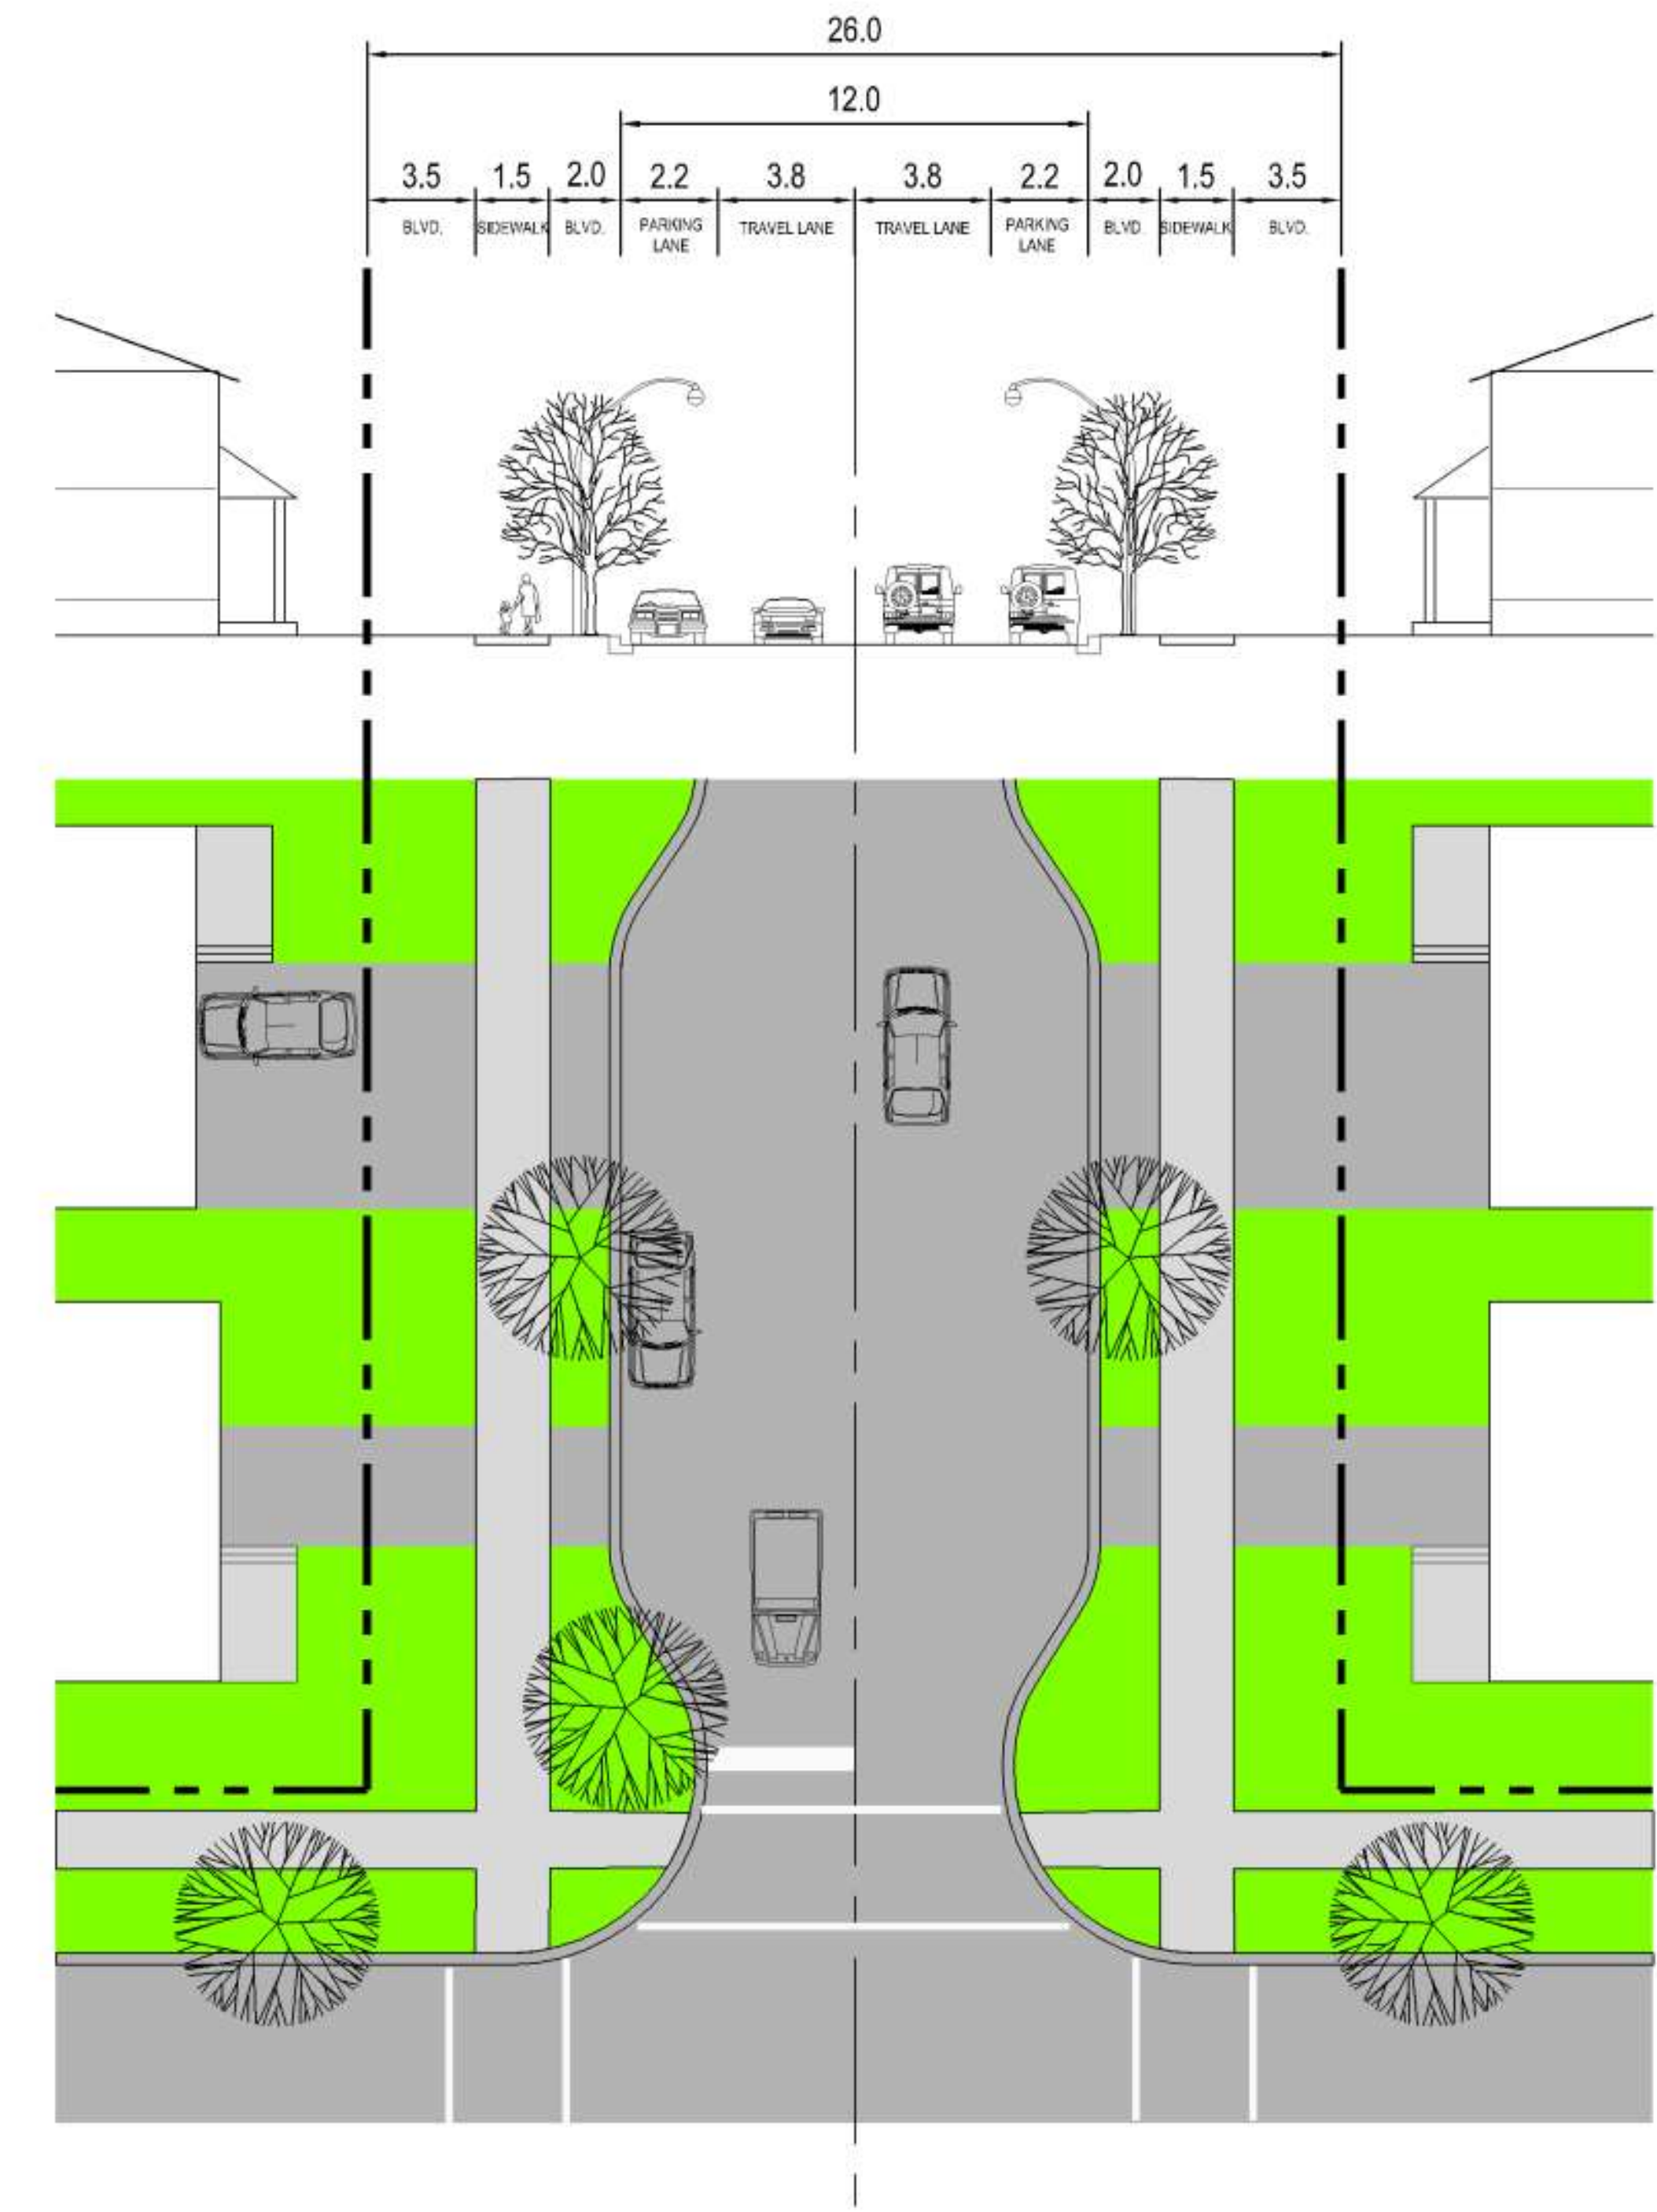 26.0
12.0
3.5 1.5 2.0 2.2 3.8 3.8 2.2 2.0 1.5 3.5
BLVD. SIDEWALK BLVD. PARKING LANE TRAVEL LANE TRAVEL LANE PARKING LANE BLVD. SIDEWALK BLVD.